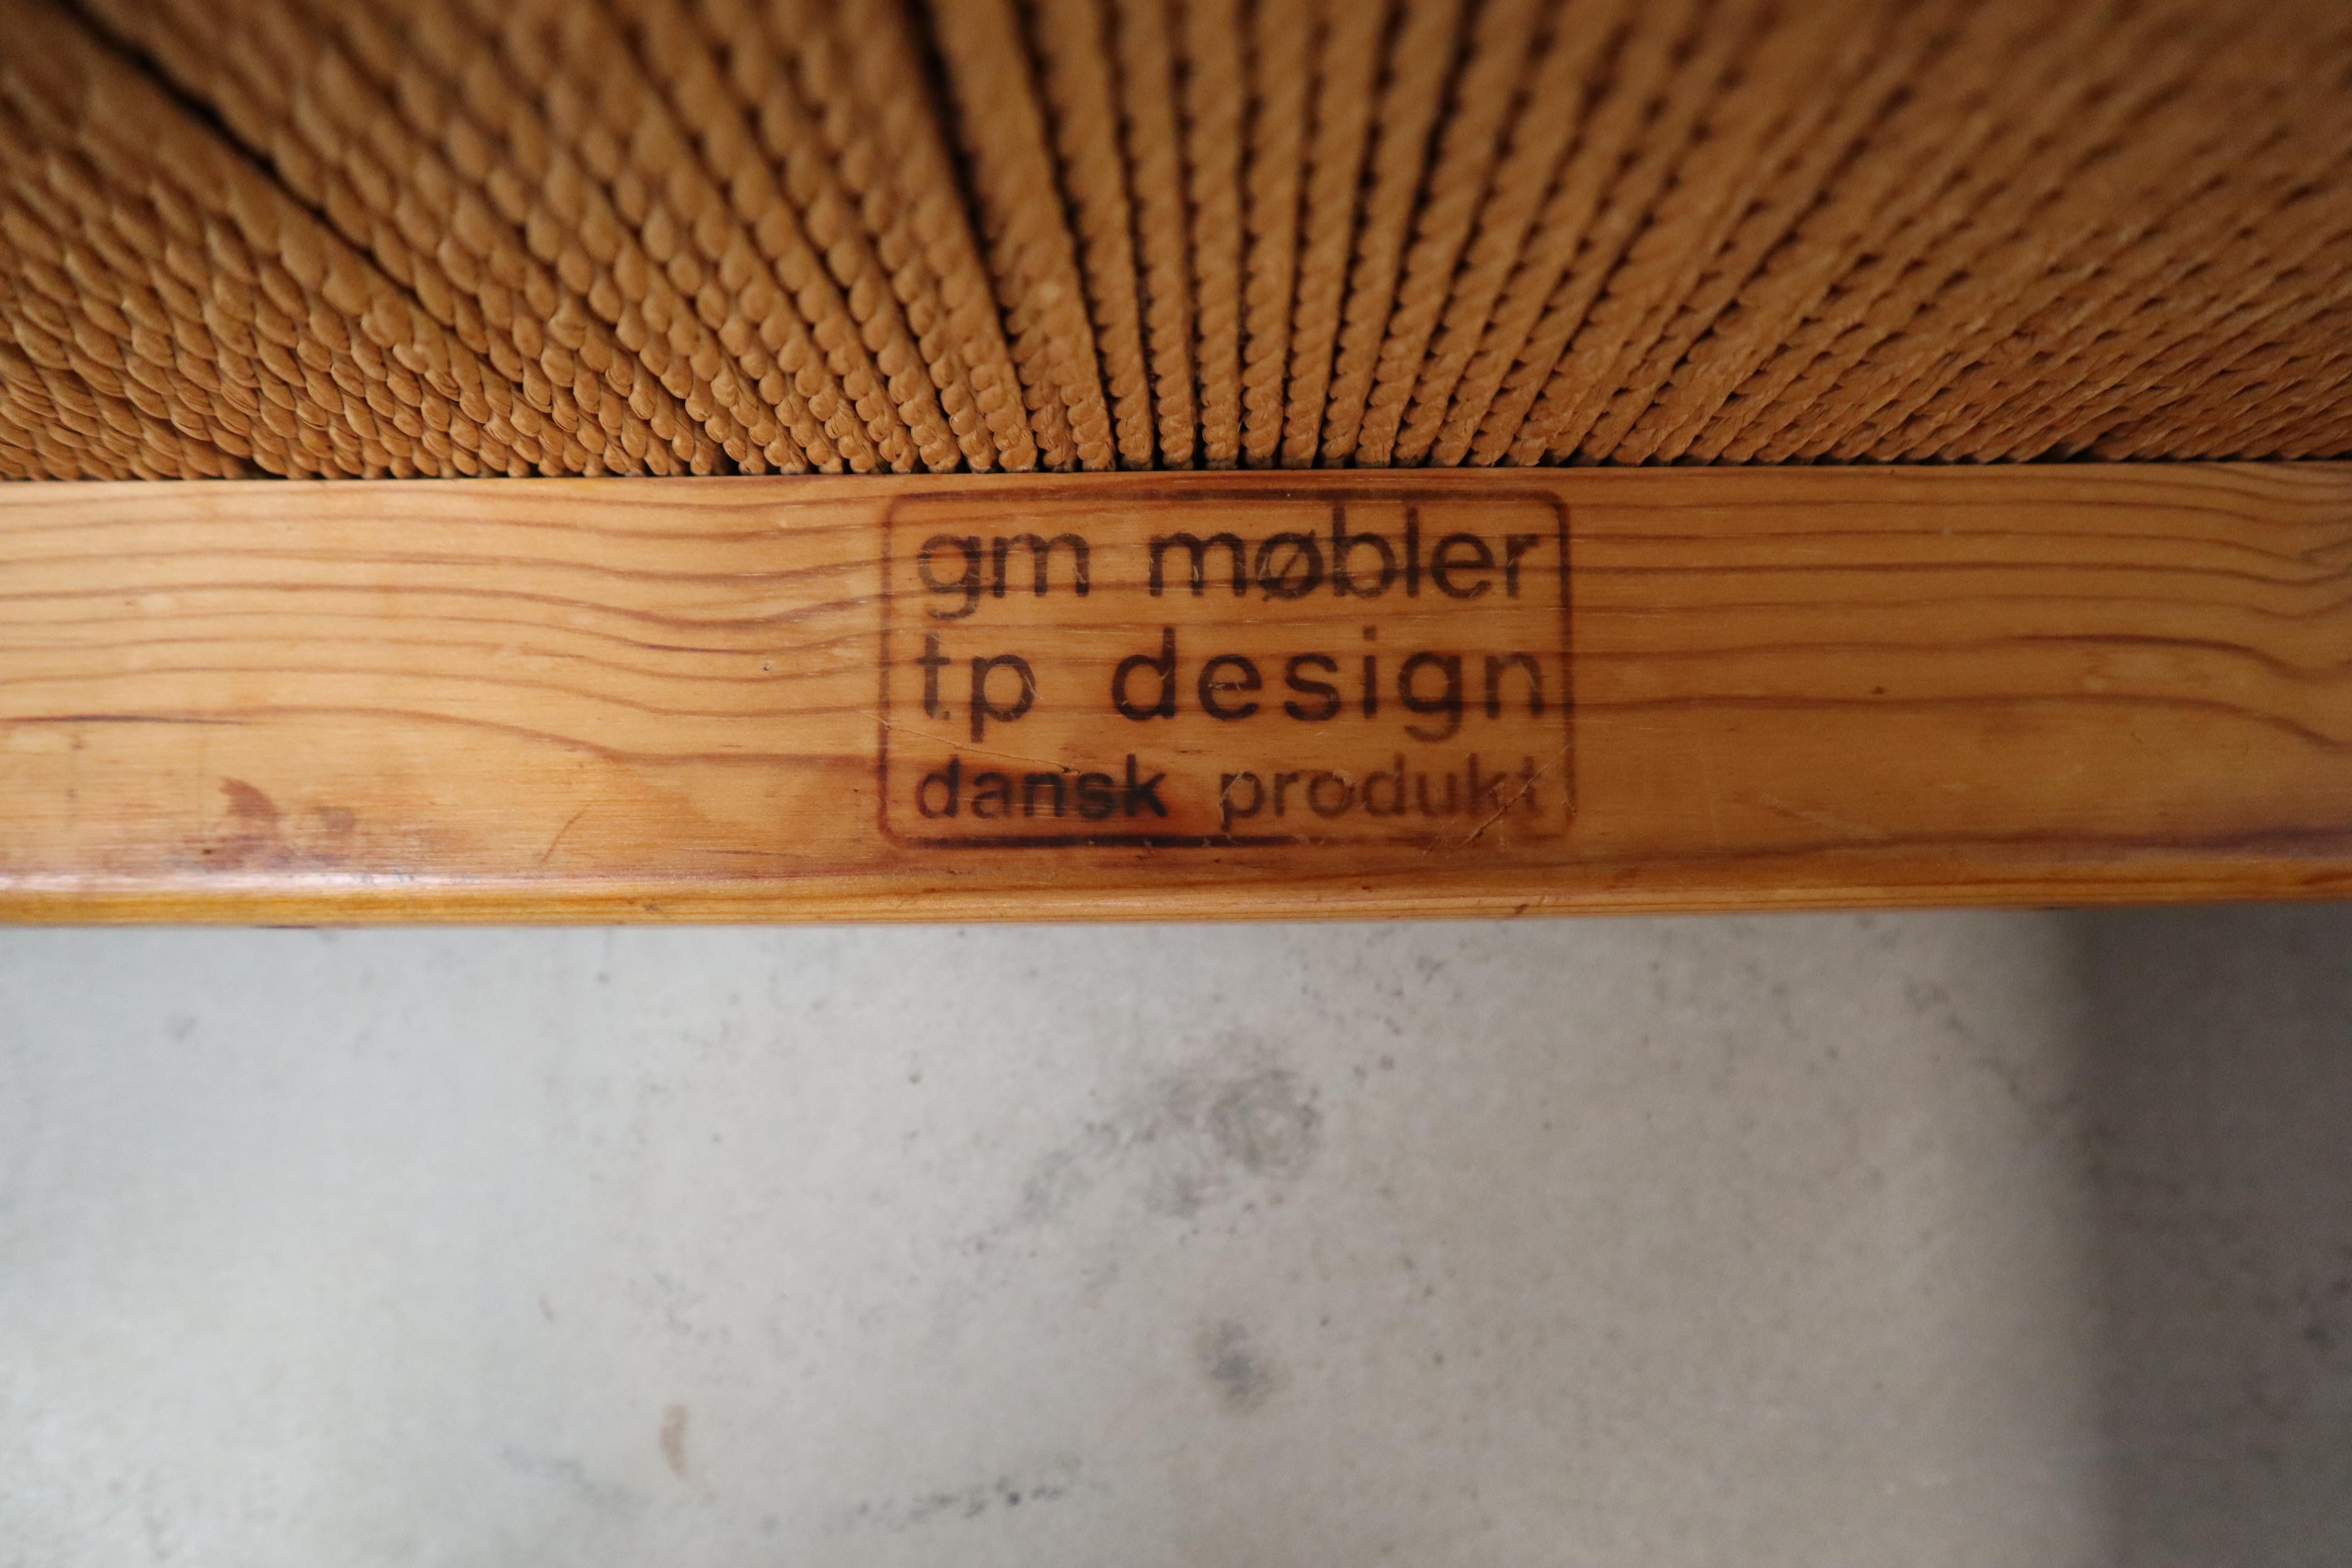 gm møbler
tp design
dansk produkt